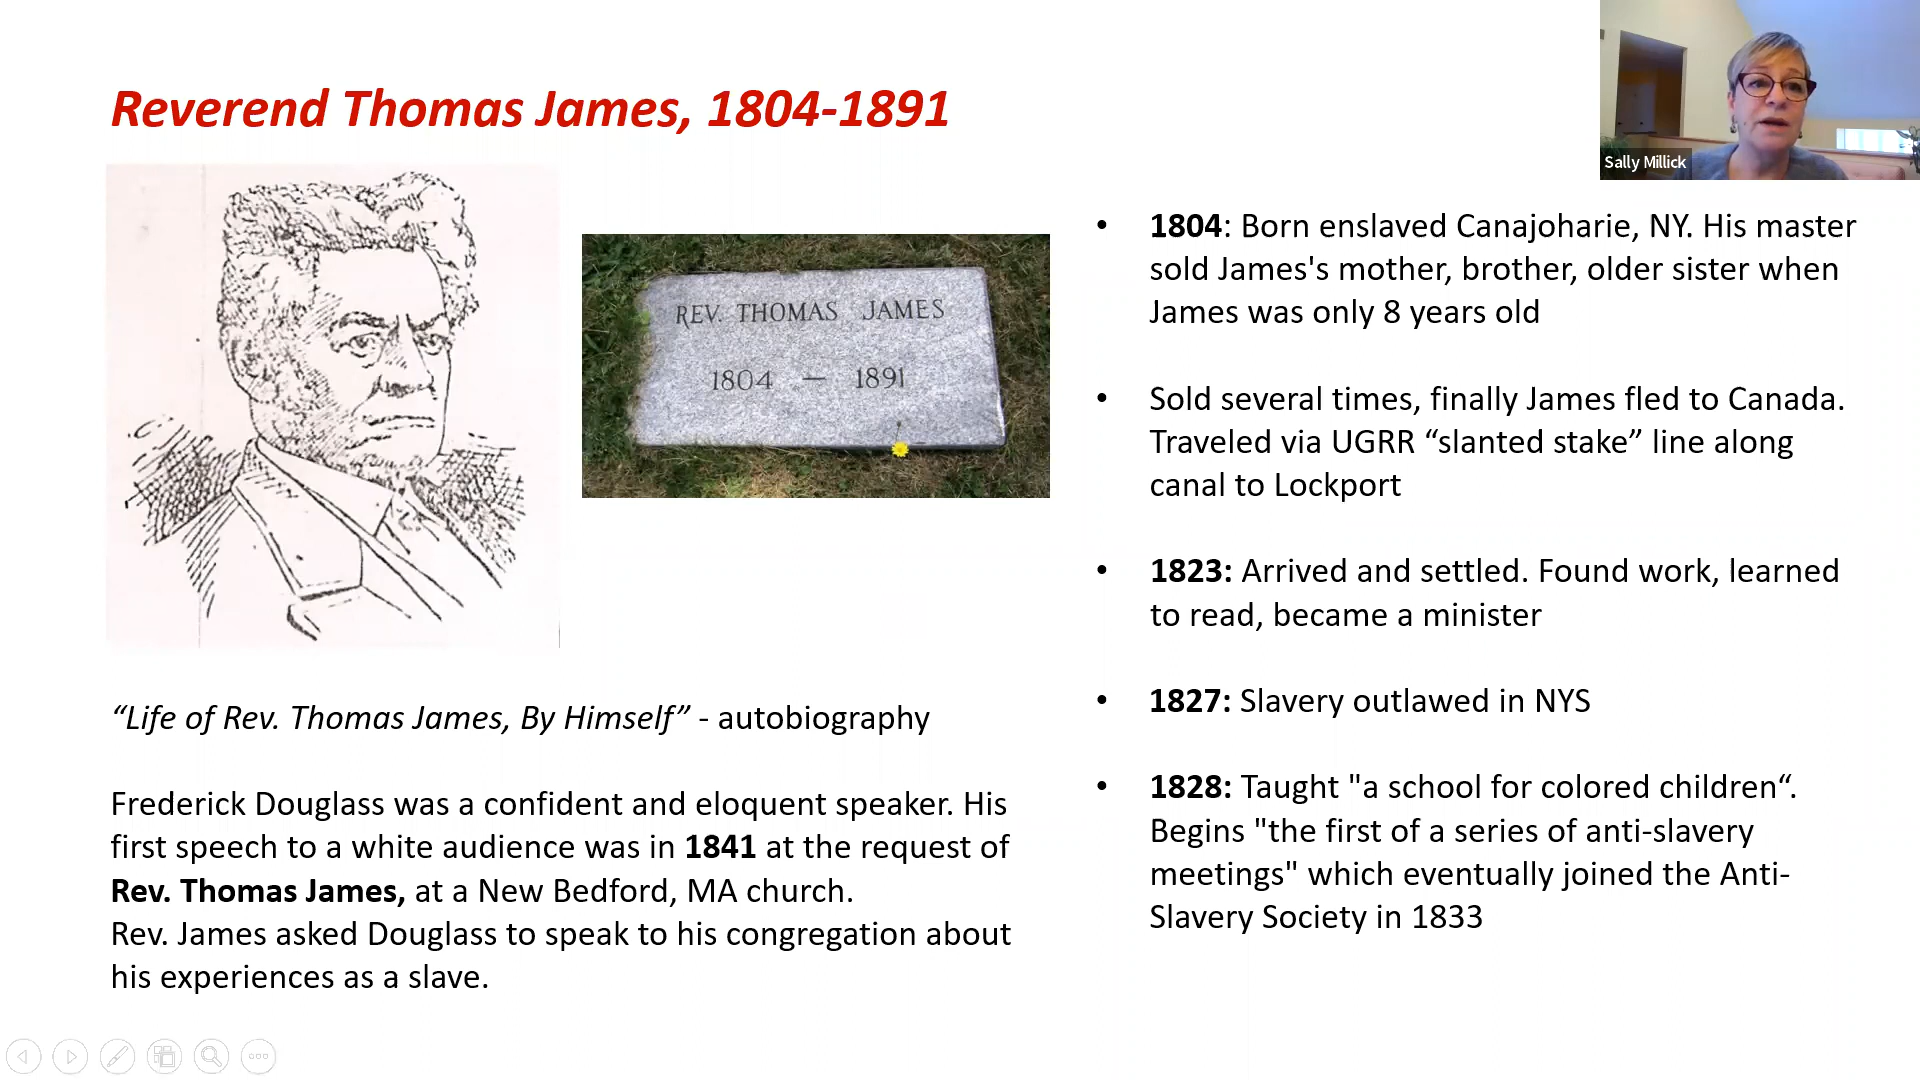 Reverend Thomas James, 1804-1891
Sally Millick
REV. THOMAS JAMES
1804 — 1891
“Life of Rev. Thomas James, By Himself” - autobiography
Frederick Douglass was a confident and eloquent speaker. His
first speech to a white audience was in 1841 at the request of
Rev. Thomas James, at a New Bedford, MA church.
Rev. James asked Douglass to speak to his congregation about
his experiences as a slave.
• 1804: Born enslaved Canajoharie, NY. His master
sold James's mother, brother, older sister when
James was only 8 years old
• Sold several times, finally James fled to Canada.
Traveled via UGRR “slanted stake” line along
canal to Lockport
• 1823: Arrived and settled. Found work, learned
to read, became a minister
• 1827: Slavery outlawed in NYS
• 1828: Taught "a school for colored children“.
Begins "the first of a series of anti-slavery
meetings" which eventually joined the Anti-
Slavery Society in 1833